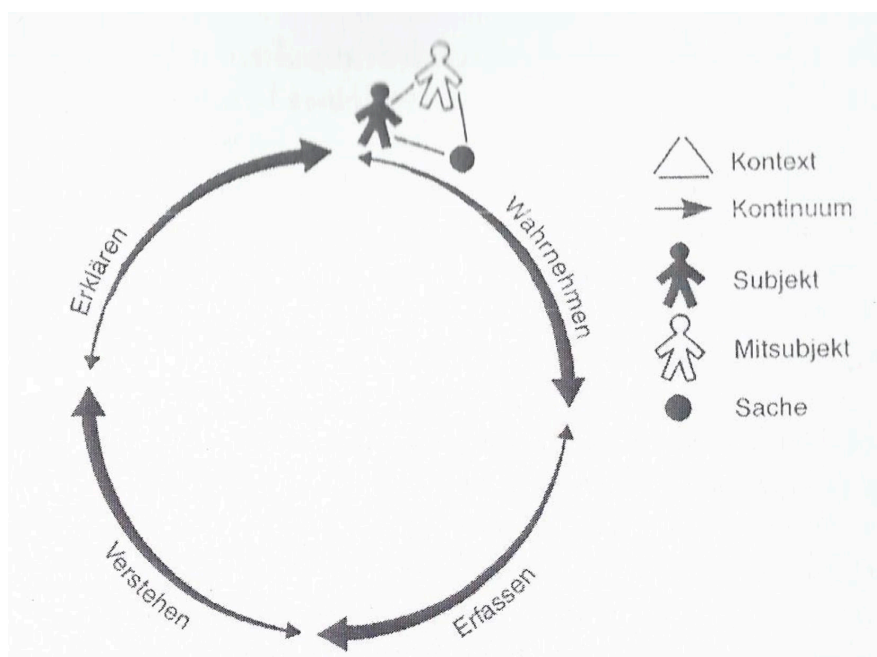 Wahrnehmen
Erfassen
Verstehen
Erklären
Kontext
Kontinuum
Subjekt
Mitsubjekt
Sache